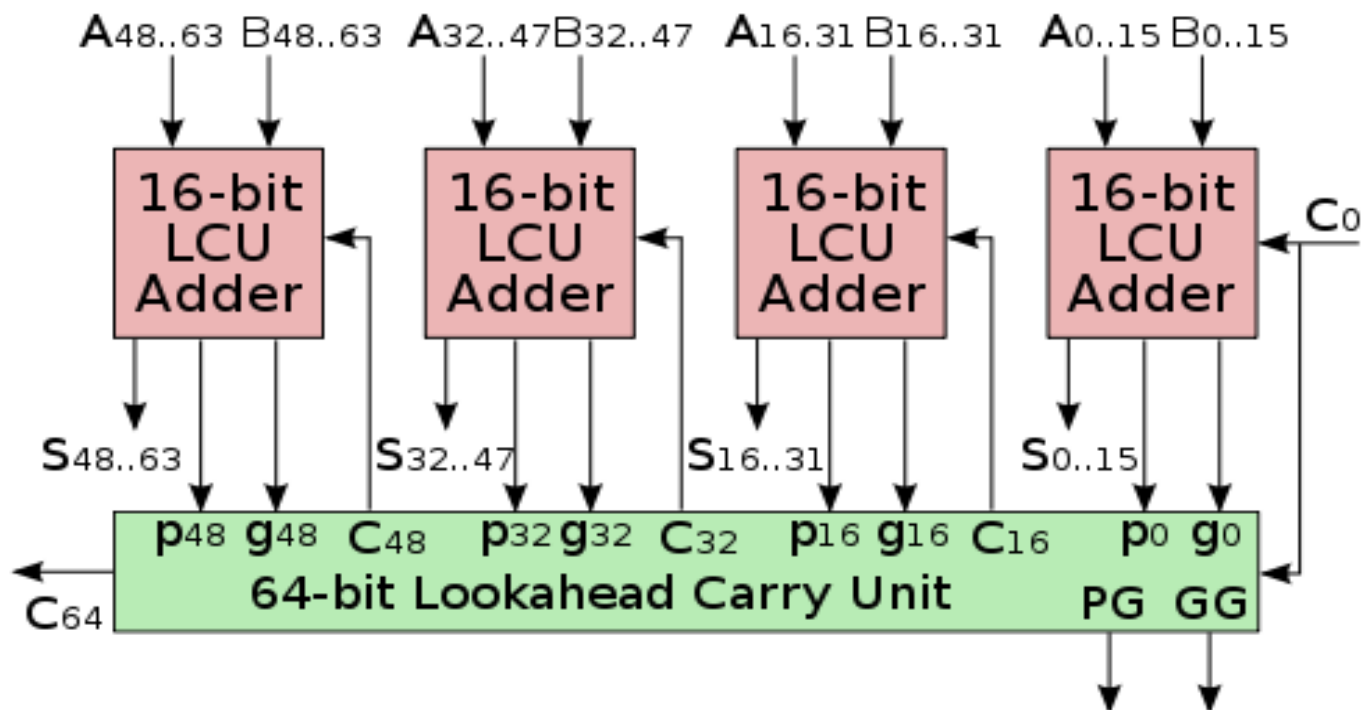 A48..63 B48..63 A32..47 B32..47 A16.31 B16..31 A0..15 B0..15
16-bit LCU Adder
16-bit LCU Adder
16-bit LCU Adder
16-bit LCU Adder
C0
S48..63 S32..47 S16..31 S0..15
p48 g48 C48 p32 g32 C32 p16 g16 C16 p0 g0
64-bit Lookahead Carry Unit
PG GG
C64